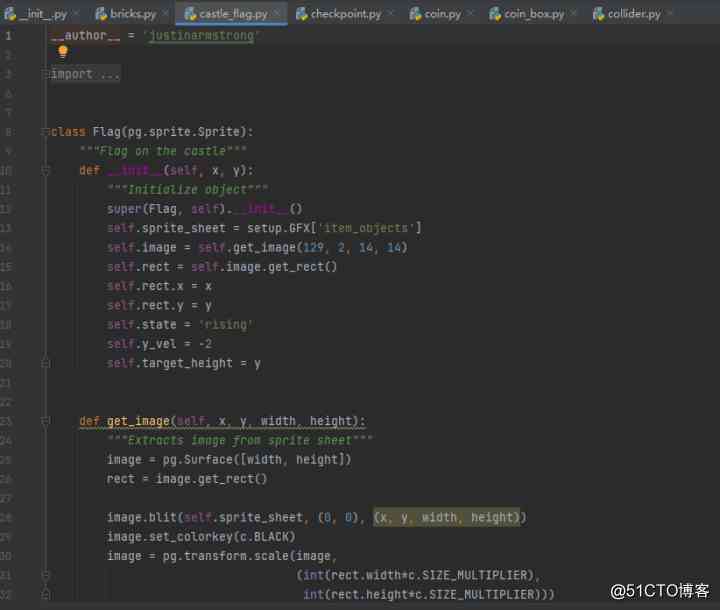 __init_.py bricks.py castle_flag.py checkpoint.py coin.py coin_box.py collider.py
1 __author__ = 'justinarmstrong'
2
3 import ...
6
7
8 class Flag(pg.sprite.Sprite):
9 """Flag on the castle"""
10 def __init__(self, x, y):
11 """Initialize object"""
12 super(Flag, self).__init__()
13 self.sprite_sheet = setup.GFX['item_objects']
14 self.image = self.get_image(129, 2, 14, 14)
15 self.rect = self.image.get_rect()
16 self.rect.x = x
17 self.rect.y = y
18 self.state = 'rising'
19 self.y_vel = -2
20 self.target_height = y
21
22
23 def get_image(self, x, y, width, height):
24 """Extracts image from sprite sheet"""
25 image = pg.Surface([width, height])
26 rect = image.get_rect()
27
28 image.blit(self.sprite_sheet, (0, 0), (x, y, width, height))
29 image.set_colorkey(c.BLACK)
30 image = pg.transform.scale(image,
31 (int(rect.width*c.SIZE_MULTIPLIER),
32 int(rect.height*c.SIZE_MULTIPLIER)))
@51CTO博客